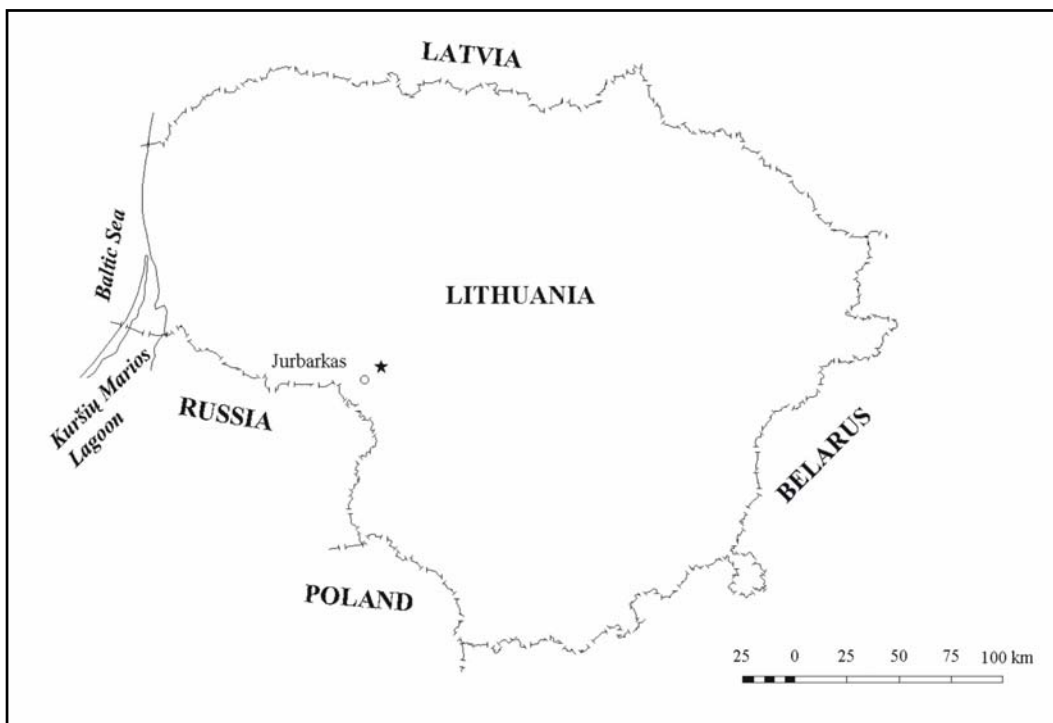 LATVIA
Baltic Sea
LITHUANIA
Jurbarkas
Kuršių Marios
Lagoon
RUSSIA
BELARUS
POLAND
25 0 25 50 75 100 km